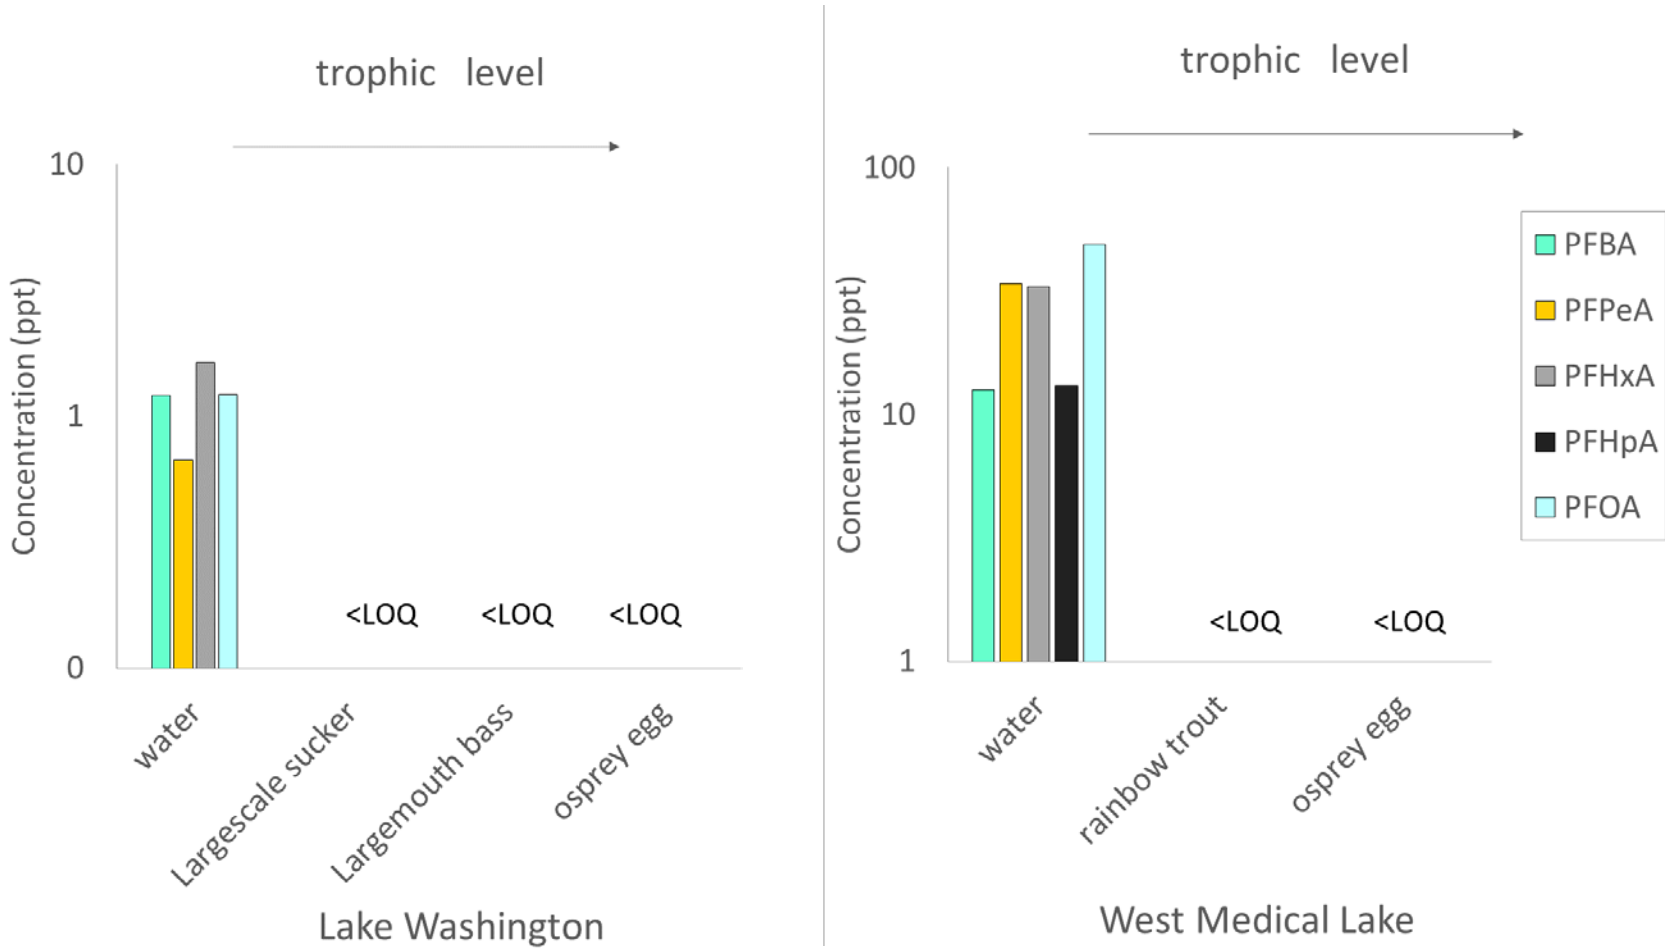 trophic level
10
1
0
Concentration (ppt)
<LOQ
<LOQ
<LOQ
water
Largescale sucker
Largemouth bass
osprey egg
Lake Washington
trophic level
100
10
1
Concentration (ppt)
<LOQ
<LOQ
water
rainbow trout
osprey egg
West Medical Lake
PFBA
PFPeA
PFHxA
PFHpA
PFOA